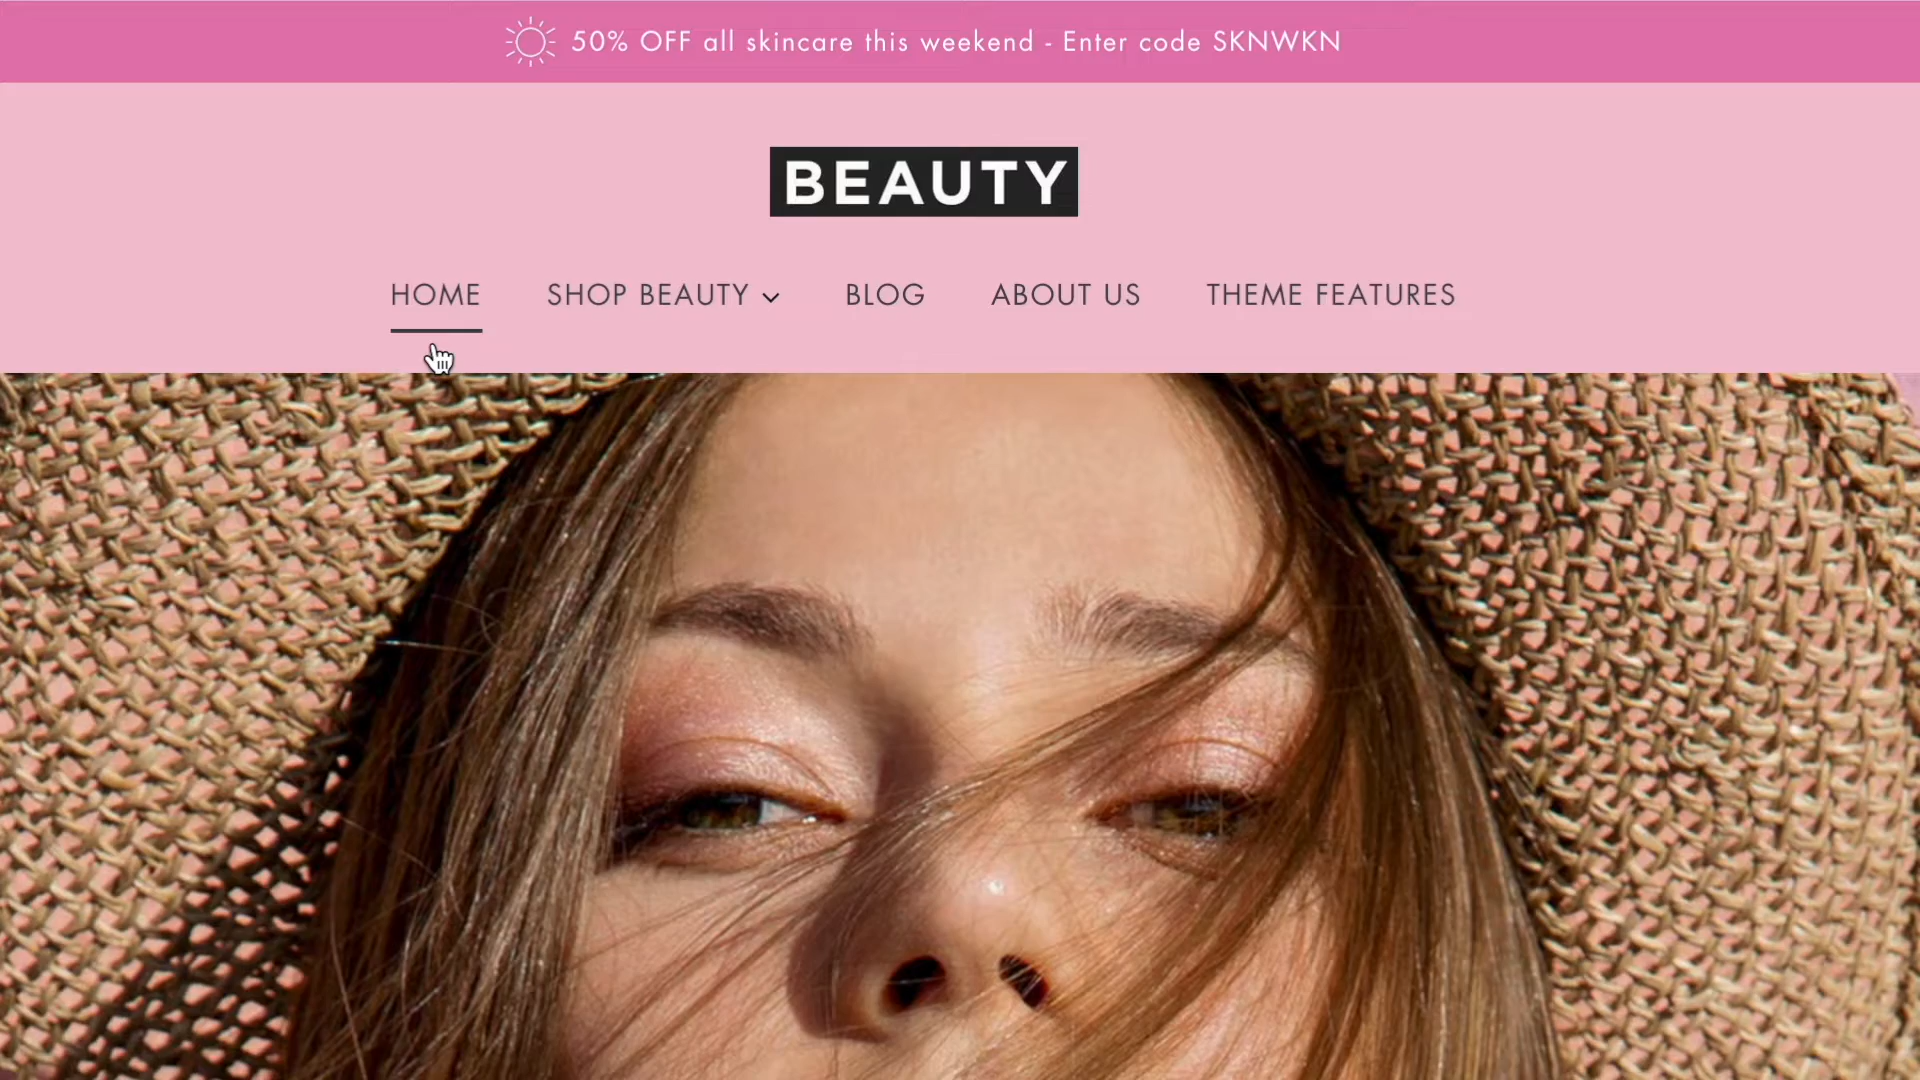 50% OFF all skincare this weekend - Enter code SKNWKN
BEAUTY
HOME SHOP BEAUTY BLOG ABOUT US THEME FEATURES